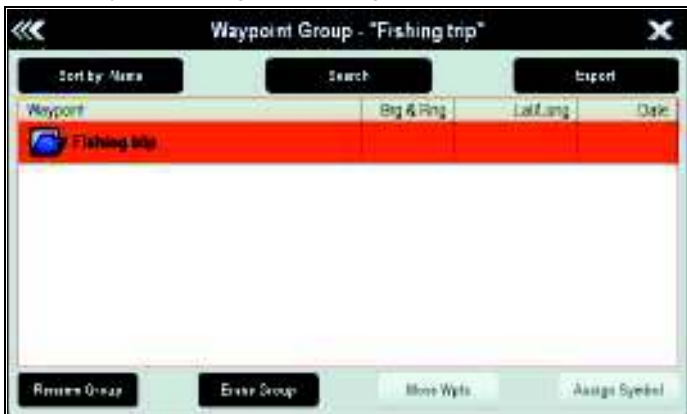 Waypoint Group - "Fishing trip"
Sort by Name
Search
Export
Waypoint
Brg & Rng
Lat/Long
Date
Fishing trip
Rename Group
Erase Group
Move Wpts
Assign Symbol